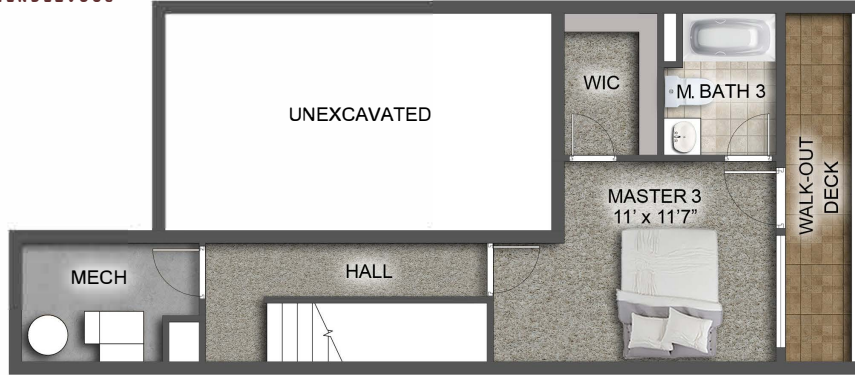 UNEXCAVATED
WIC
M. BATH 3
WALK-OUT
DECK
MASTER 3
11' x 11'7"
MECH
HALL